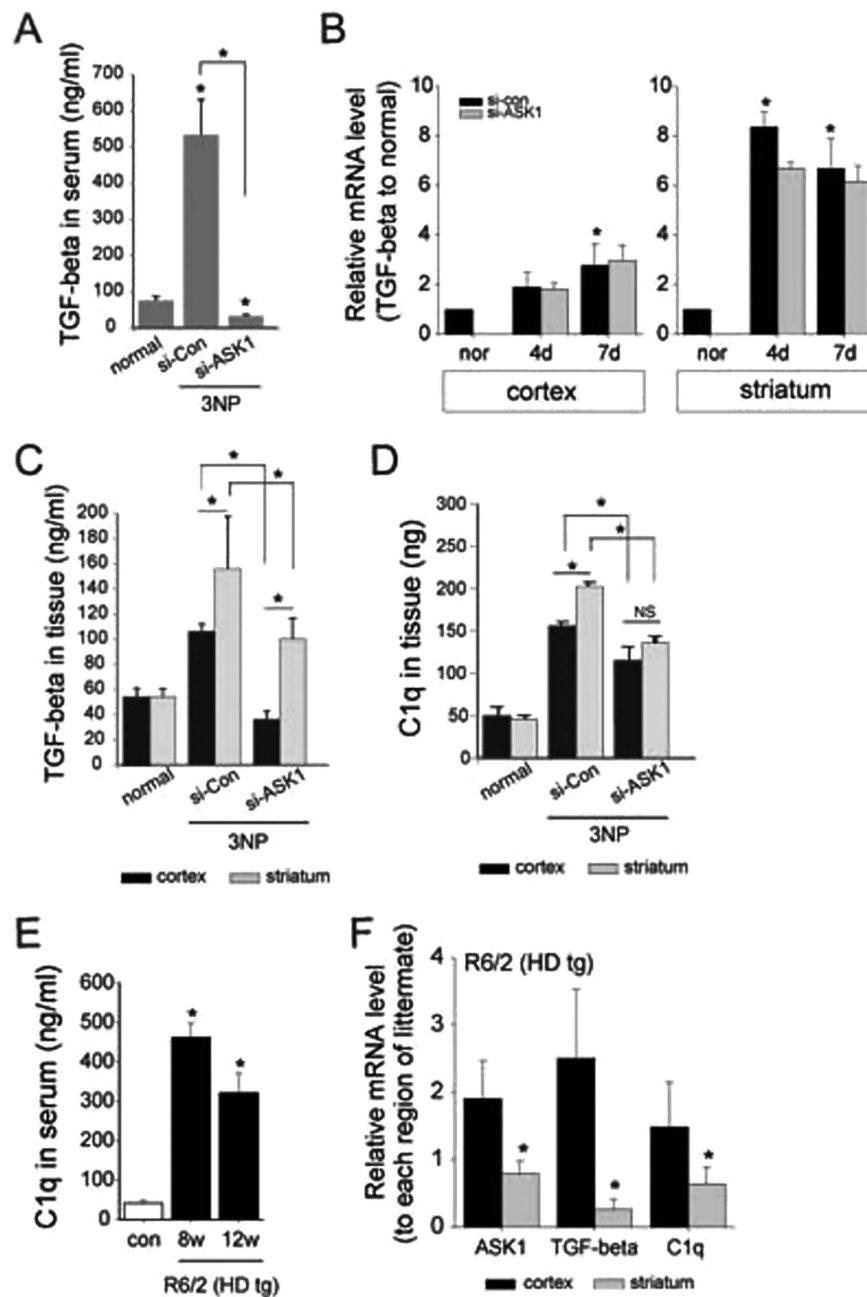 A
TGF-beta in serum (ng/ml)
700
600
500
400
300
200
100
0
*
*
*
normal
si-Con
si-ASK1
3NP
B
Relative mRNA level
(TGF-beta to normal)
10
8
6
4
2
0
si-con
si-ASK1
*
nor
4d
7d
cortex
10
8
6
4
2
0
*
*
nor
4d
7d
striatum
C
TGF-beta in tissue (ng/ml)
200
180
160
140
120
100
80
60
40
20
0
*
*
*
*
normal
si-Con
si-ASK1
3NP
cortex
striatum
D
C1q in tissue (ng)
300
250
200
150
100
50
0
*
*
*
NS
normal
si-Con
si-ASK1
3NP
cortex
striatum
E
C1q in serum (ng/ml)
600
500
400
300
200
100
0
*
*
con
8w
12w
R6/2 (HD tg)
F
Relative mRNA level
(to each region of littermate)
4
3
2
1
0
R6/2 (HD tg)
*
*
*
ASK1
TGF-beta
C1q
cortex
striatum